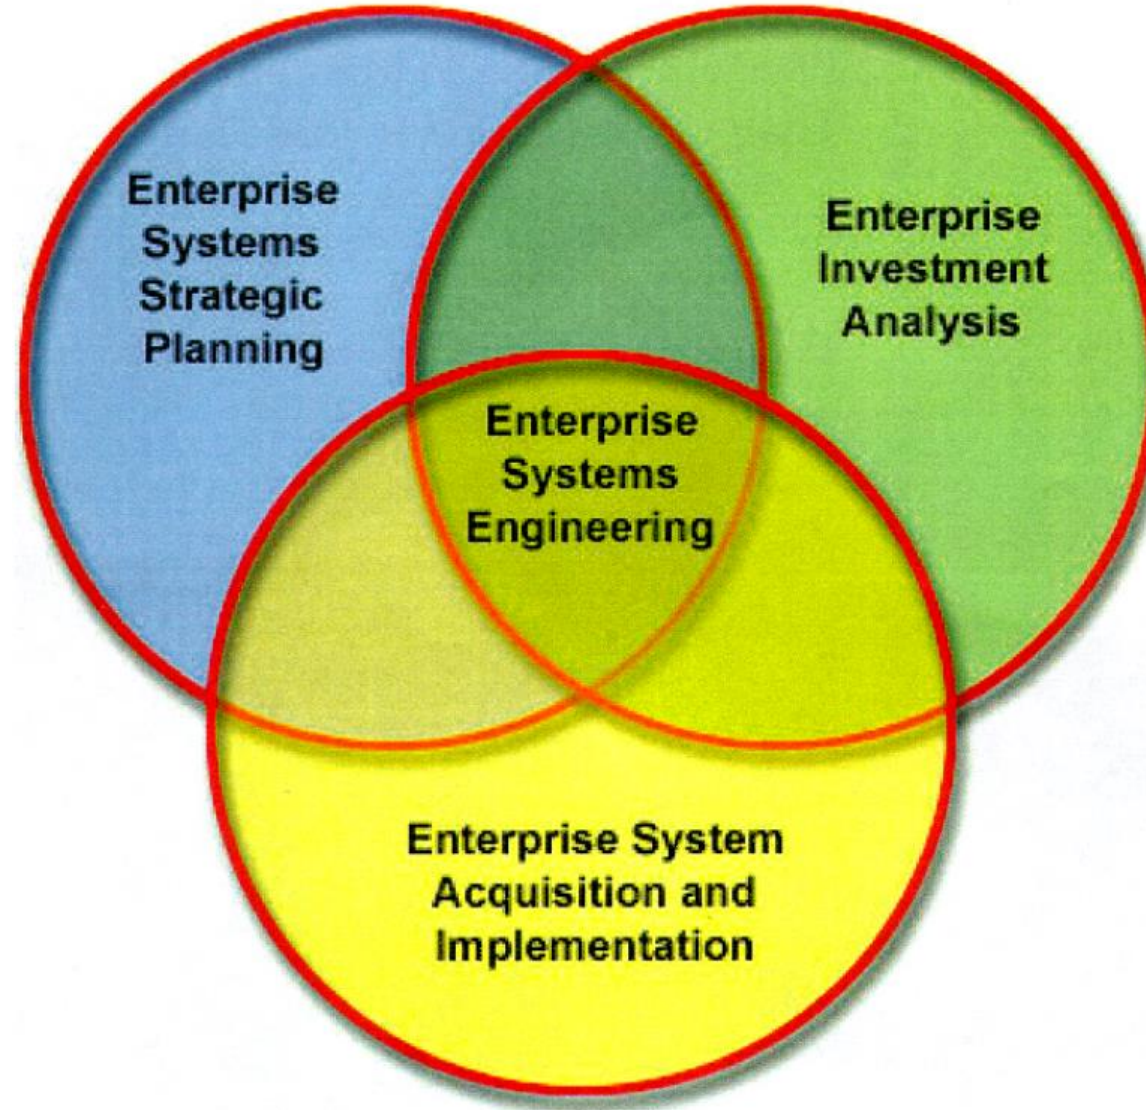 Enterprise
Systems
Strategic
Planning
Enterprise
Investment
Analysis
Enterprise
Systems
Engineering
Enterprise System
Acquisition and
Implementation